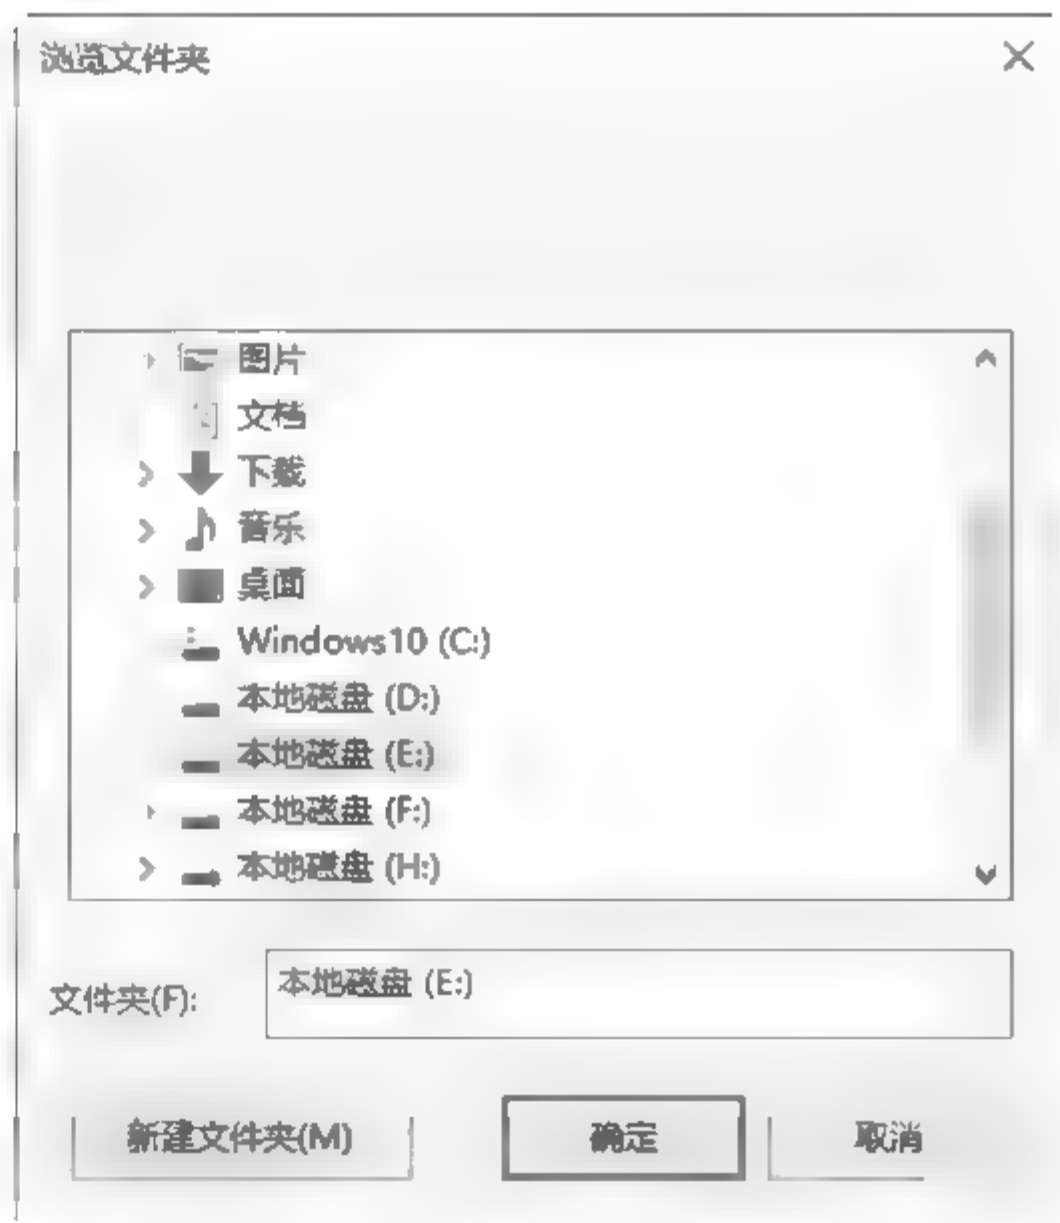 浏览文件夹
图片
文档
下载
音乐
桌面
Windows10 (C:)
本地磁盘 (D:)
本地磁盘 (E:)
本地磁盘 (F:)
本地磁盘 (H:)
文件夹(F): 本地磁盘 (E:)
新建文件夹(M) 确定 取消